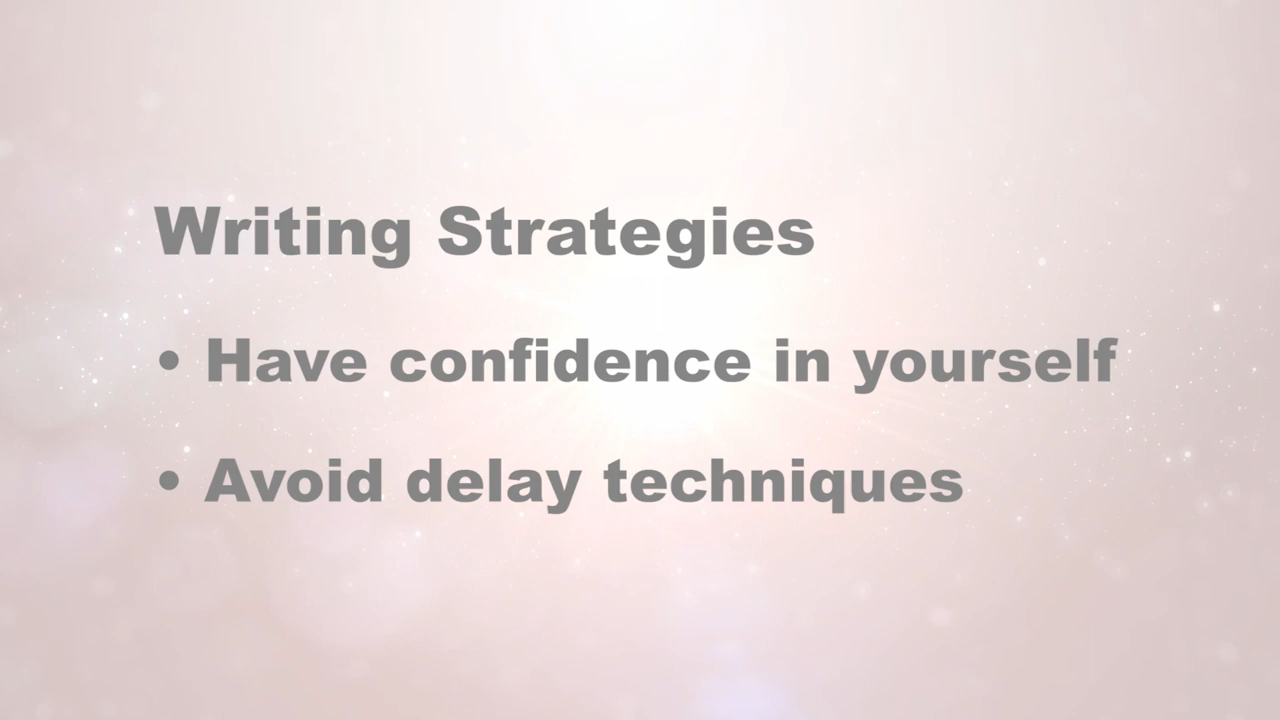 Writing Strategies
• Have confidence in yourself
• Avoid delay techniques